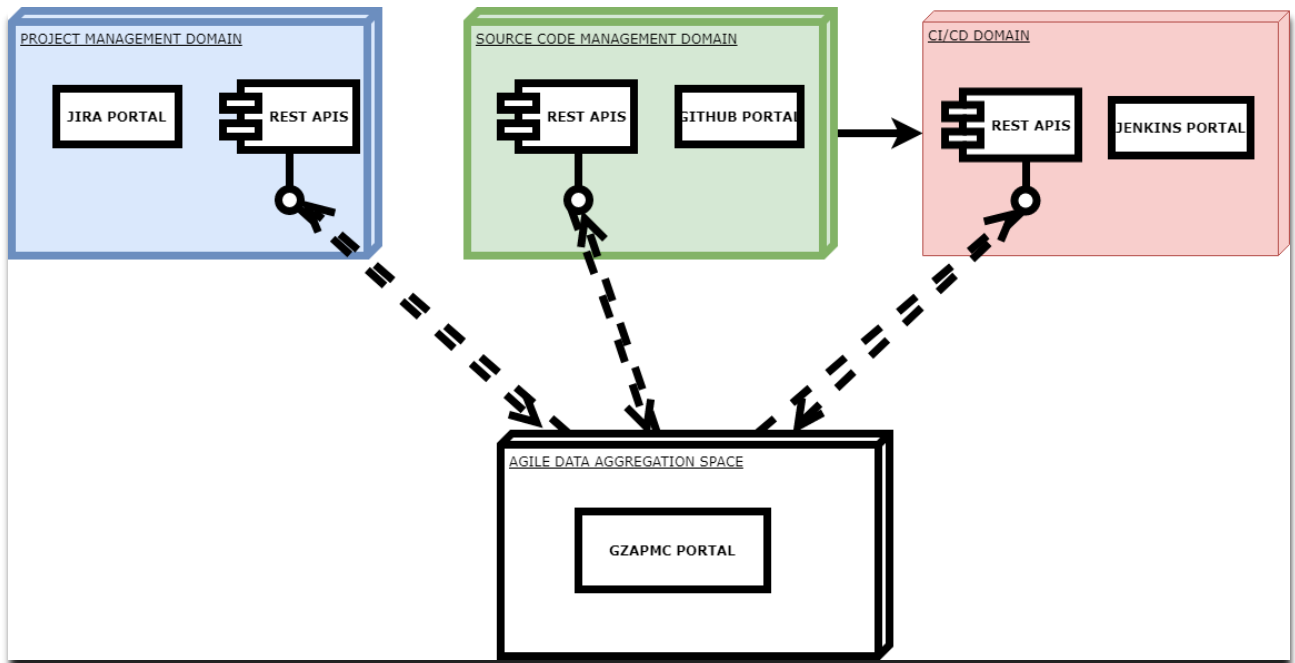 PROJECT MANAGEMENT DOMAIN
JIRA PORTAL
REST APIS
SOURCE CODE MANAGEMENT DOMAIN
REST APIS
GITHUB PORTAL
CI/CD DOMAIN
REST APIS
JENKINS PORTAL
AGILE DATA AGGREGATION SPACE
GZAPMC PORTAL